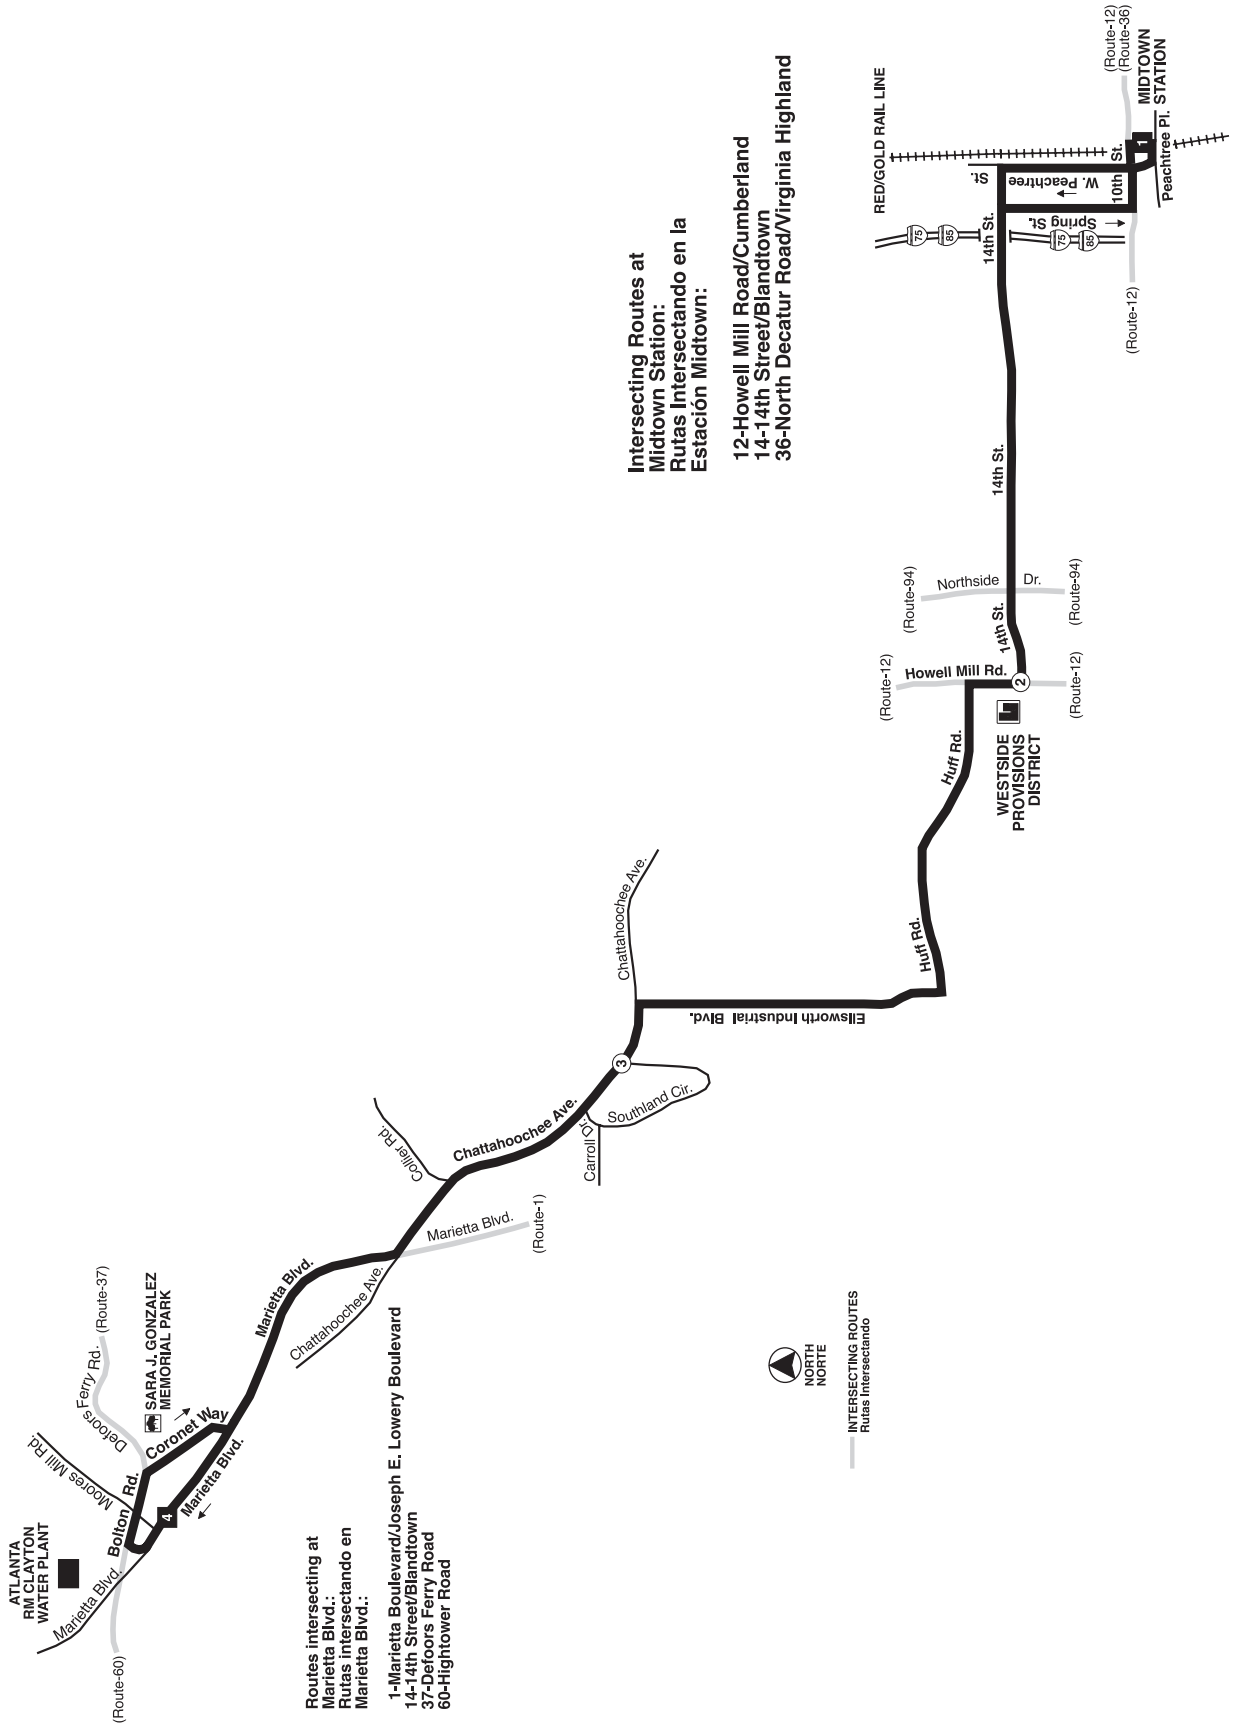 ATLANTA
RM CLAYTON
WATER PLANT
Marietta Blvd.
(Route-60)
Bolton Rd.
Moores Mill Rd.
Defoors Ferry Rd.
(Route-37)
SARA J. GONZALEZ
MEMORIAL PARK
Coronet Way
4
Marietta Blvd.
Marietta Blvd.
Chattahoochee Ave.
Marietta Blvd.
(Route-1)
Collier Rd.
Chattahoochee Ave.
Carroll Dr.
Southland Cir.
3
Chattahoochee Ave.
Ellsworth Industrial Blvd.
Huff Rd.
Huff Rd.
WESTSIDE
PROVISIONS
DISTRICT
(Route-12)
Howell Mill Rd.
2
(Route-12)
14th St.
(Route-94)
Northside Dr.
(Route-94)
14th St.
14th St.
75
85
75
85
RED/GOLD RAIL LINE
Spring St.
W. Peachtree
St.
10th St.
1
Peachtree Pl.
MIDTOWN
STATION
(Route-12)
(Route-36)
(Route-12)
Intersecting Routes at
Midtown Station:
Rutas Intersectando en la
Estación Midtown:
12-Howell Mill Road/Cumberland
14-14th Street/Blandtown
36-North Decatur Road/Virginia Highland
Routes intersecting at
Marietta Blvd.:
Rutas intersectando en
Marietta Blvd.:
1-Marietta Boulevard/Joseph E. Lowery Boulevard
14-14th Street/Blandtown
37-Defoors Ferry Road
60-Hightower Road
NORTH
NORTE
INTERSECTING ROUTES
Rutas Intersectando